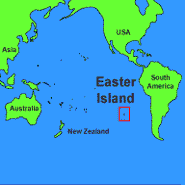 USA
Asia
Easter
Island
South
America
Australia
New Zealand